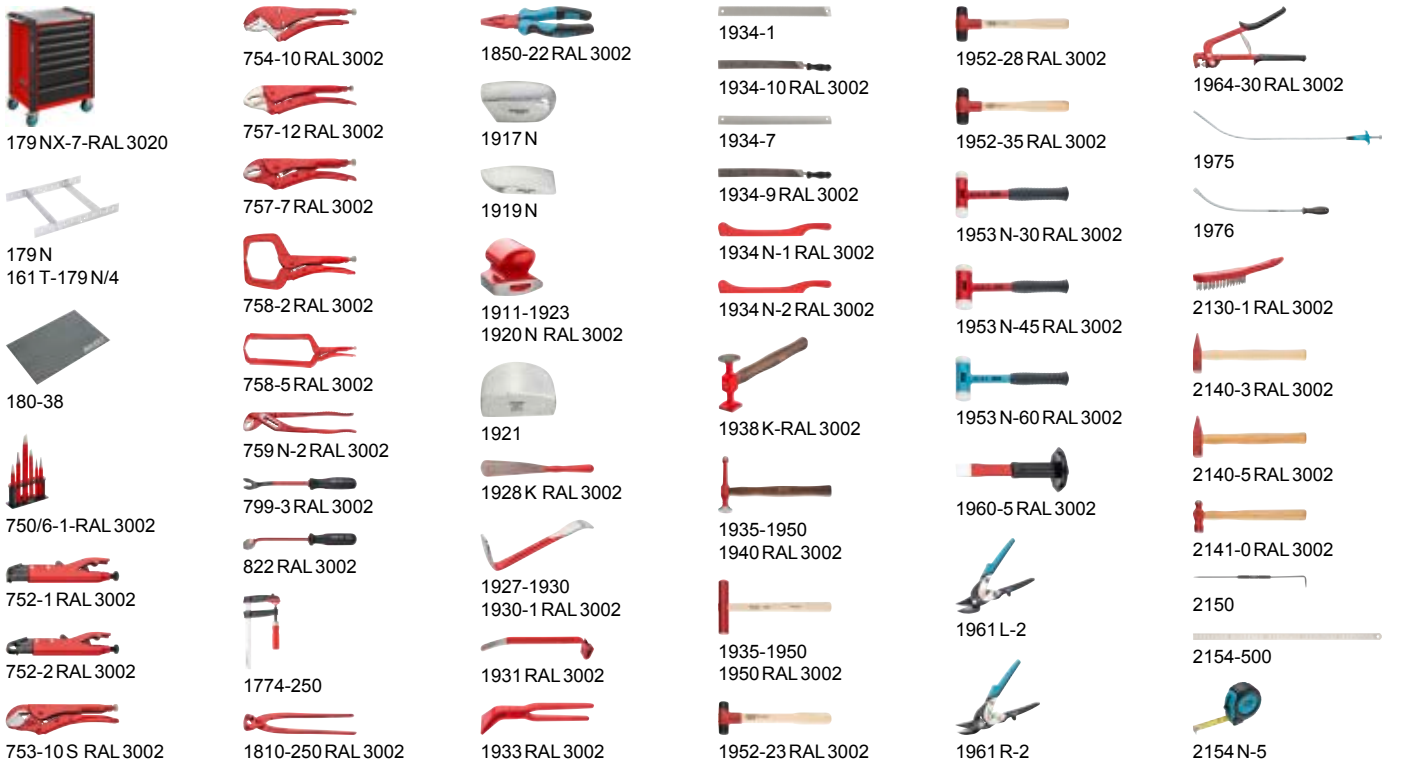 179 NX-7-RAL 3020
179 N
161 T-179 N/4
180-38
750/6-1-RAL 3002
752-1 RAL 3002
752-2 RAL 3002
753-10 S RAL 3002
754-10 RAL 3002
757-12 RAL 3002
757-7 RAL 3002
758-2 RAL 3002
758-5 RAL 3002
759 N-2 RAL 3002
799-3 RAL 3002
822 RAL 3002
1774-250
1810-250 RAL 3002
1850-22 RAL 3002
1917 N
1919 N
1911-1923
1920 N RAL 3002
1921
1928 K RAL 3002
1927-1930
1930-1 RAL 3002
1931 RAL 3002
1933 RAL 3002
1934-1
1934-10 RAL 3002
1934-7
1934-9 RAL 3002
1934 N-1 RAL 3002
1934 N-2 RAL 3002
1938 K-RAL 3002
1935-1950
1940 RAL 3002
1935-1950
1950 RAL 3002
1952-23 RAL 3002
1952-28 RAL 3002
1952-35 RAL 3002
1953 N-30 RAL 3002
1953 N-45 RAL 3002
1953 N-60 RAL 3002
1960-5 RAL 3002
1961 L-2
1961 R-2
1964-30 RAL 3002
1975
1976
2130-1 RAL 3002
2140-3 RAL 3002
2140-5 RAL 3002
2141-0 RAL 3002
2150
2154-500
2154 N-5